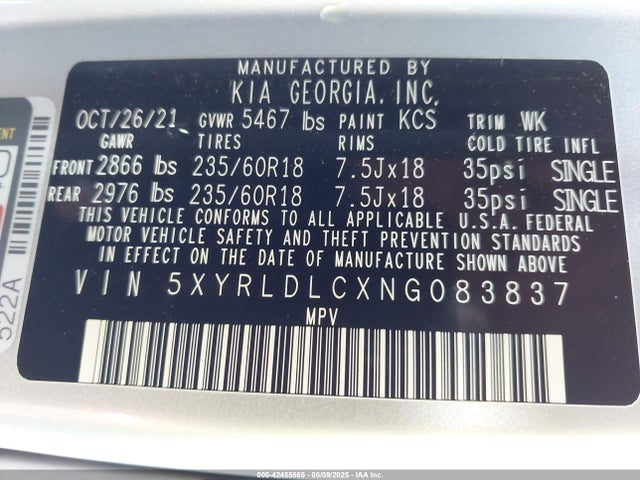 MANUFACTURED BY
KIA GEORGIA, INC.
OCT/26/21 GVWR 5467 lbs PAINT KCS TRIM WK
GAWR TIRES RIMS COLD TIRE INFL
FRONT 2866 lbs 235/60R18 7.5Jx18 35psi SINGLE
REAR 2976 lbs 235/60R18 7.5Jx18 35psi SINGLE
THIS VEHICLE CONFORMS TO ALL APPLICABLE U.S.A. FEDERAL
MOTOR VEHICLE SAFETY AND THEFT PREVENTION STANDARDS
IN EFFECT ON THE DATE OF MANUFACTURE SHOWN ABOVE
VIN 5XYRLDLCXNG083837
MPV
522A
000-42455665 - 06/09/2025 - IAA Inc.